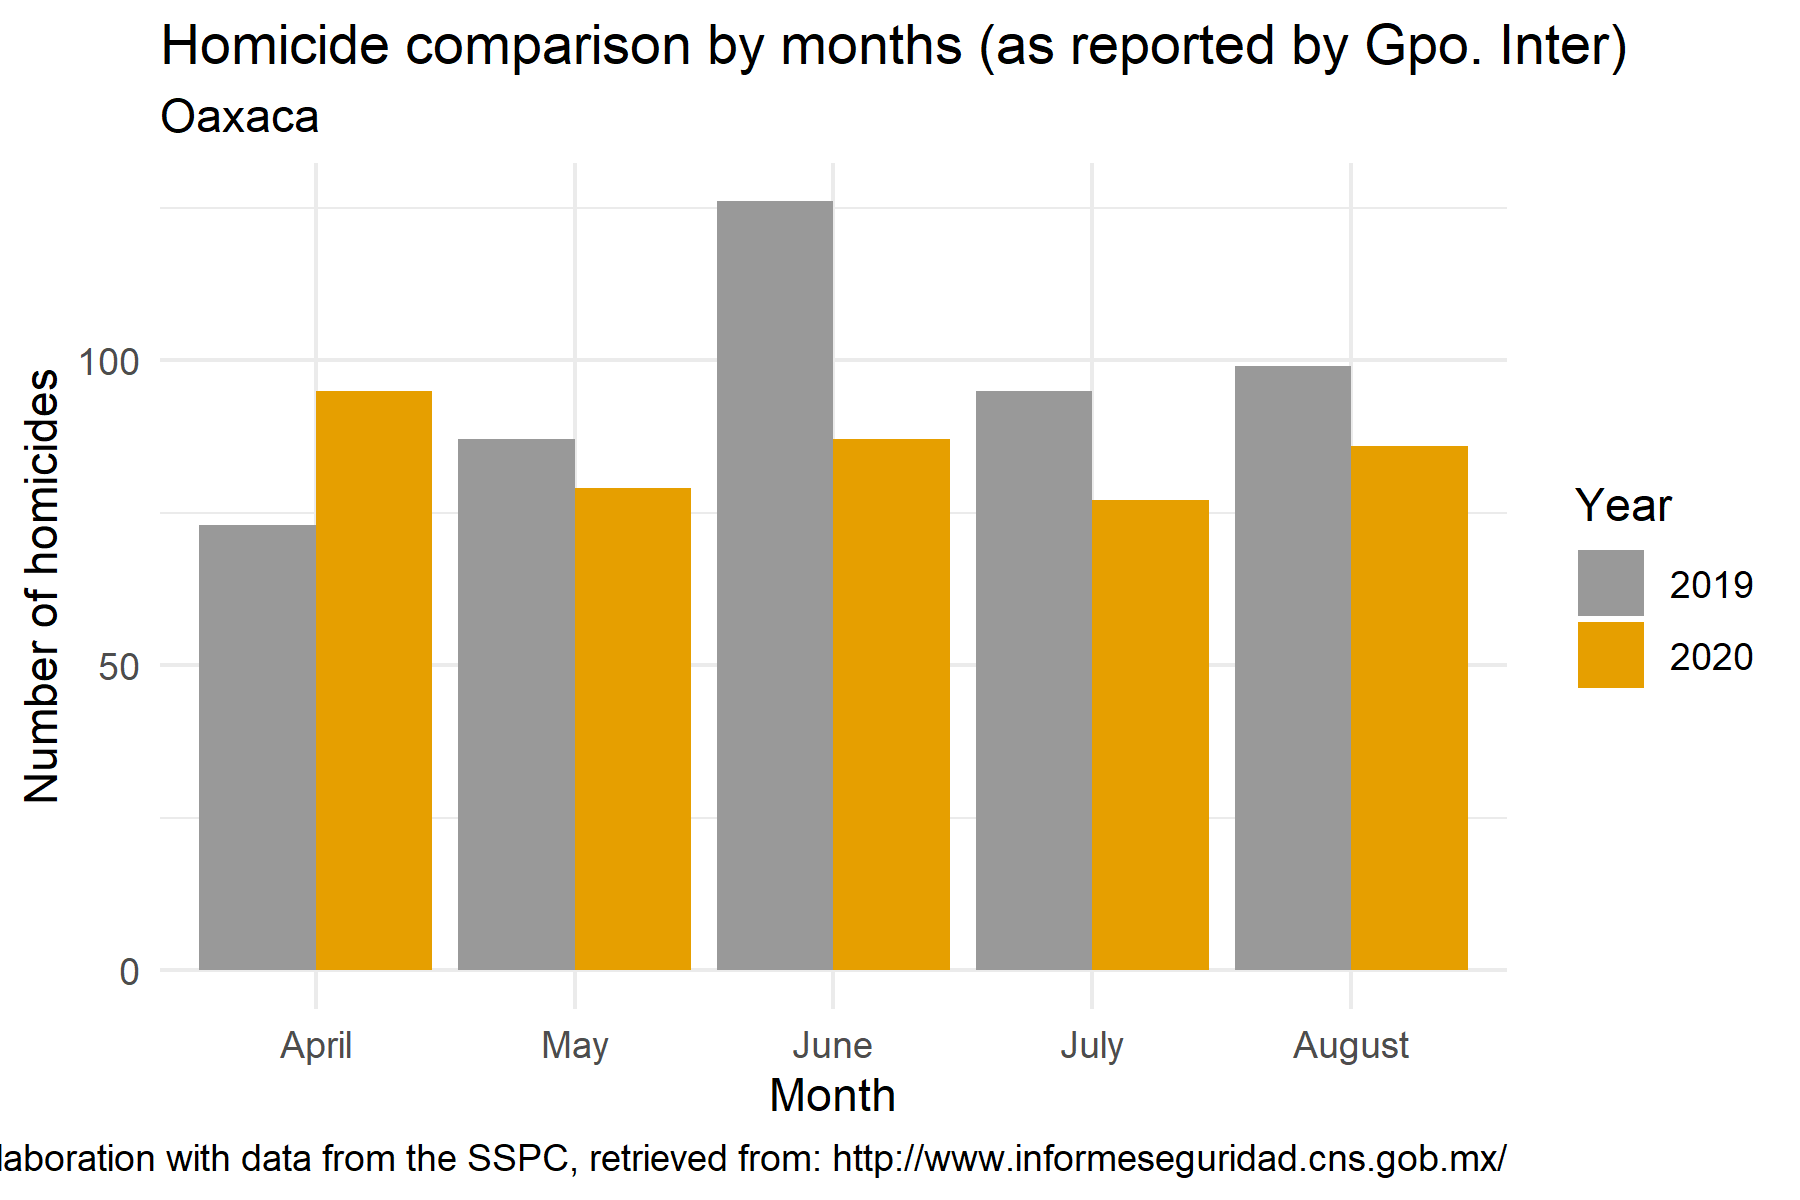 Homicide comparison by months (as reported by Gpo. Inter)
Oaxaca
Number of homicides
100
50
0
April May June July August
Month
Year
2019
2020
laboration with data from the SSPC, retrieved from: http://www.informeseguridad.cns.gob.mx/